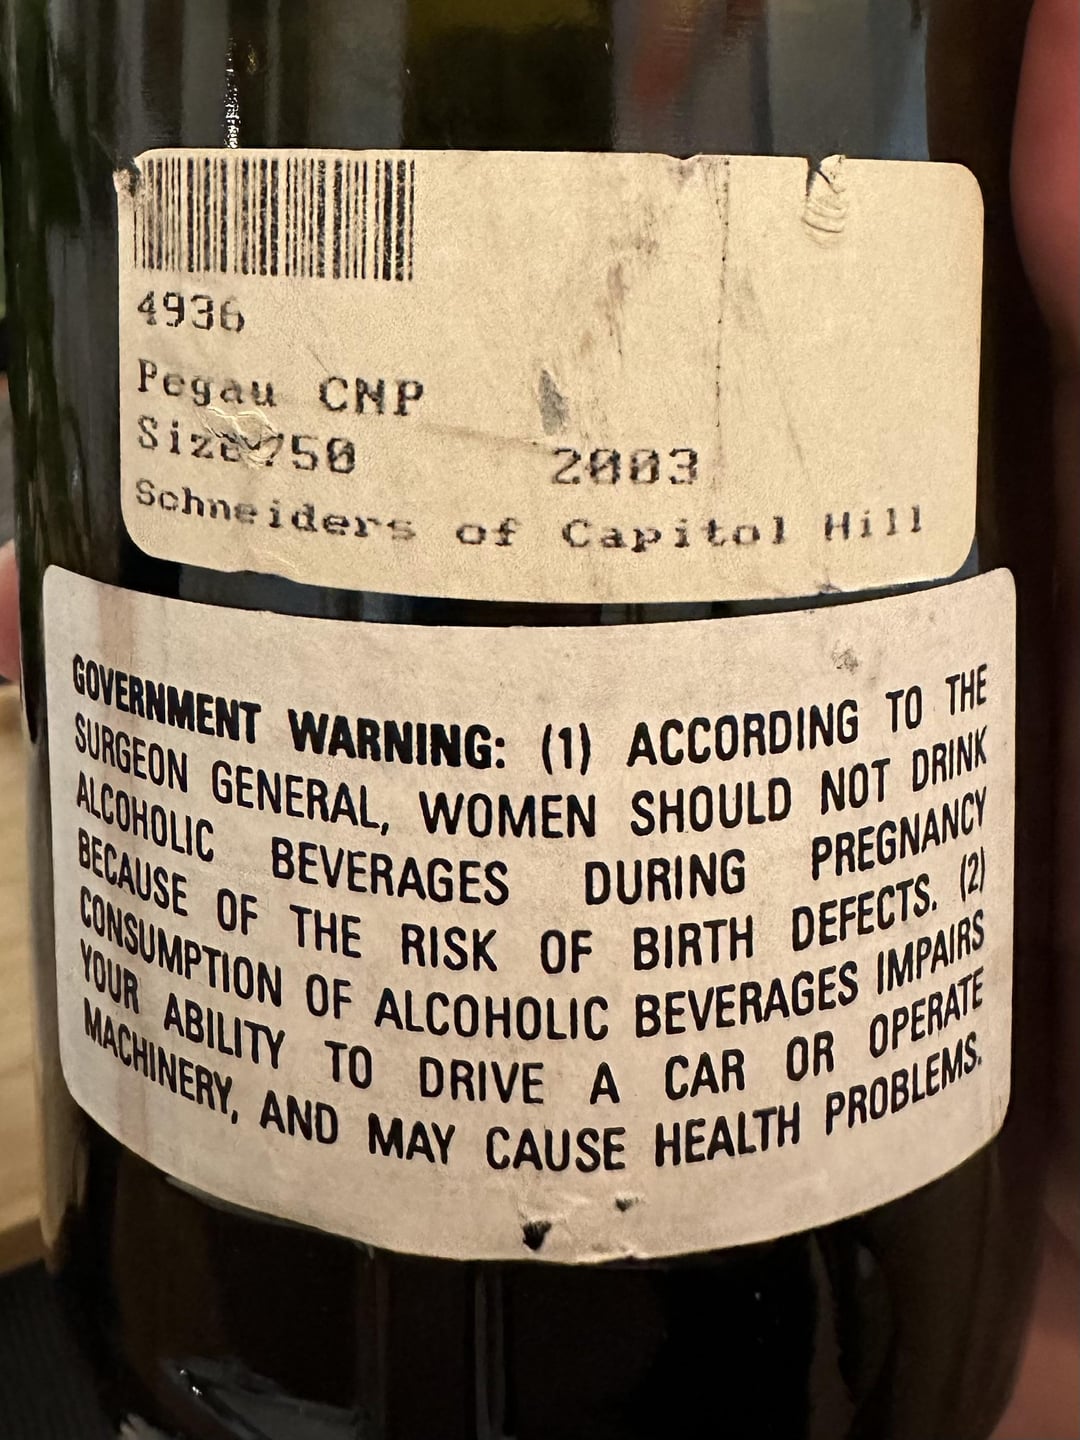 4936
Pegau CNP
Size 750 2003
Schneiders of Capitol Hill
GOVERNMENT WARNING: (1) ACCORDING TO THE
SURGEON GENERAL, WOMEN SHOULD NOT DRINK
ALCOHOLIC BEVERAGES DURING PREGNANCY
BECAUSE OF THE RISK OF BIRTH DEFECTS. (2)
CONSUMPTION OF ALCOHOLIC BEVERAGES IMPAIRS
YOUR ABILITY TO DRIVE A CAR OR OPERATE
MACHINERY, AND MAY CAUSE HEALTH PROBLEMS.